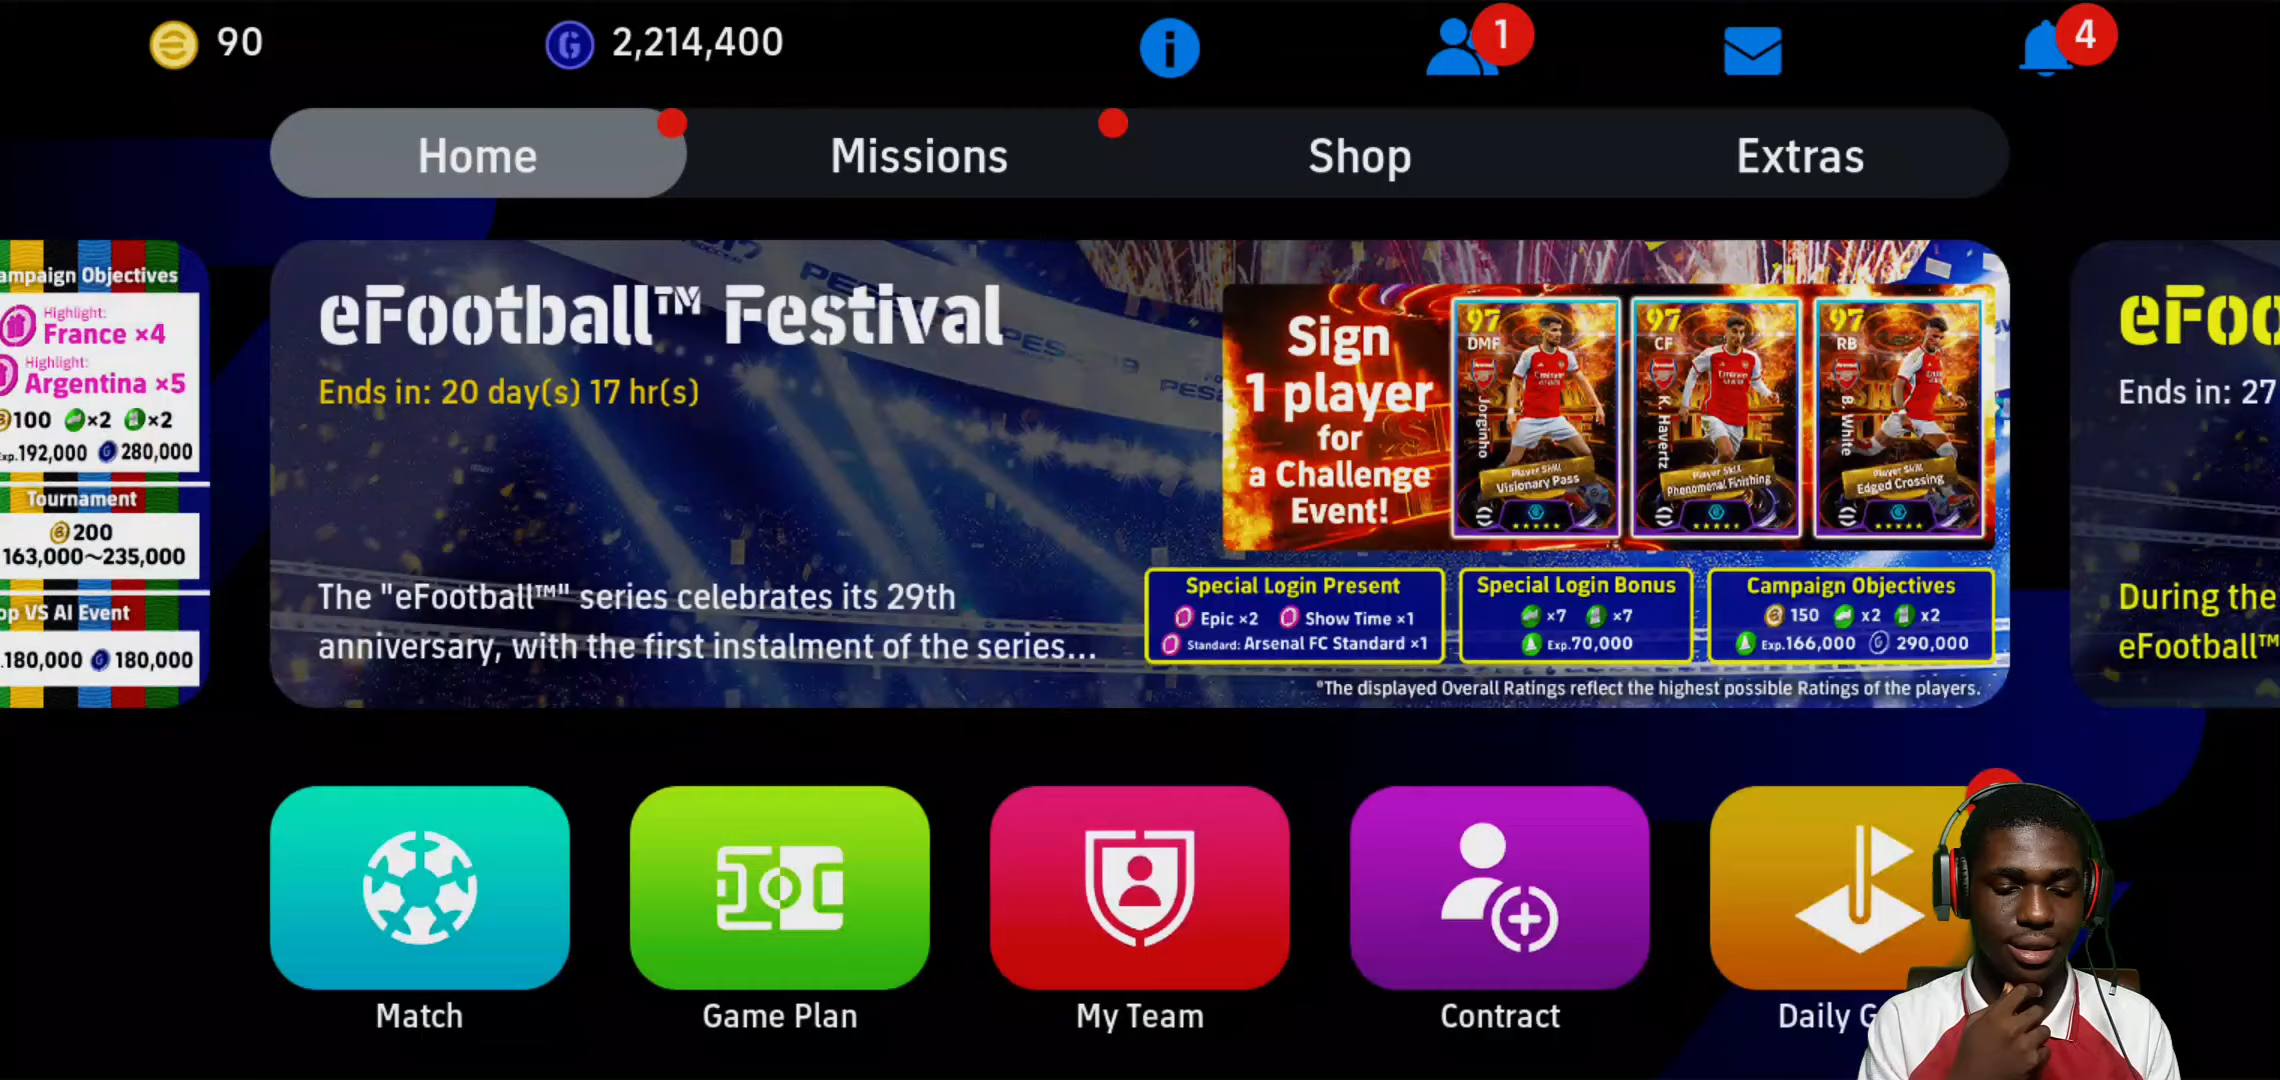 90
2,214,400
1
4
Home
Missions
Shop
Extras
ampaign Objectives
Highlight:
France ×4
Highlight:
Argentina ×5
100 ×2 ×2
xp.192,000 280,000
Tournament
200
163,000~235,000
op VS AI Event
.180,000 180,000
eFootball™ Festival
Ends in: 20 day(s) 17 hr(s)
The "eFootball™" series celebrates its 29th
anniversary, with the first instalment of the series...
Sign
1 player
for
a Challenge
Event!
97
DMF
Jorginho
Player Skill
Visionary Pass
97
CF
K. Havertz
Player Skill
Phenomenal Finishing
97
RB
B. White
Player Skill
Edged Crossing
Special Login Present
Epic ×2 Show Time ×1
Standard: Arsenal FC Standard ×1
Special Login Bonus
×7 ×7
Exp.70,000
Campaign Objectives
150 ×2 ×2
Exp.166,000 290,000
*The displayed Overall Ratings reflect the highest possible Ratings of the players.
eFoo
Ends in: 27
During the
eFootball™
Match
Game Plan
My Team
Contract
Daily G